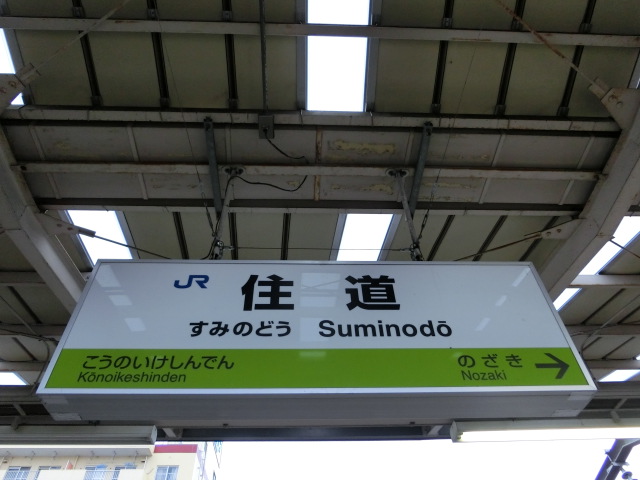 JR 住道
すみのどう Suminodō
こうのいけしんでん のざき →
Kōnoikeshinden Nozaki